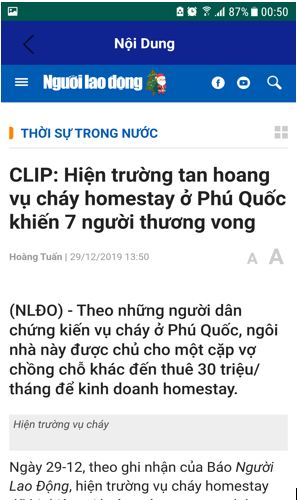 87% 00:50
Nội Dung
Người lao động
THỜI SỰ TRONG NƯỚC
CLIP: Hiện trường tan hoang
vụ cháy homestay ở Phú Quốc
khiến 7 người thương vong
Hoàng Tuấn | 29/12/2019 13:50
A A
(NLĐO) - Theo những người dân
chứng kiến vụ cháy ở Phú Quốc, ngôi
nhà này được chủ cho một cặp vợ
chồng chỗ khác đến thuê 30 triệu/
tháng để kinh doanh homestay.
Hiện trường vụ cháy
Ngày 29-12, theo ghi nhận của Báo Người
Lao Động, hiện trường vụ cháy homestay